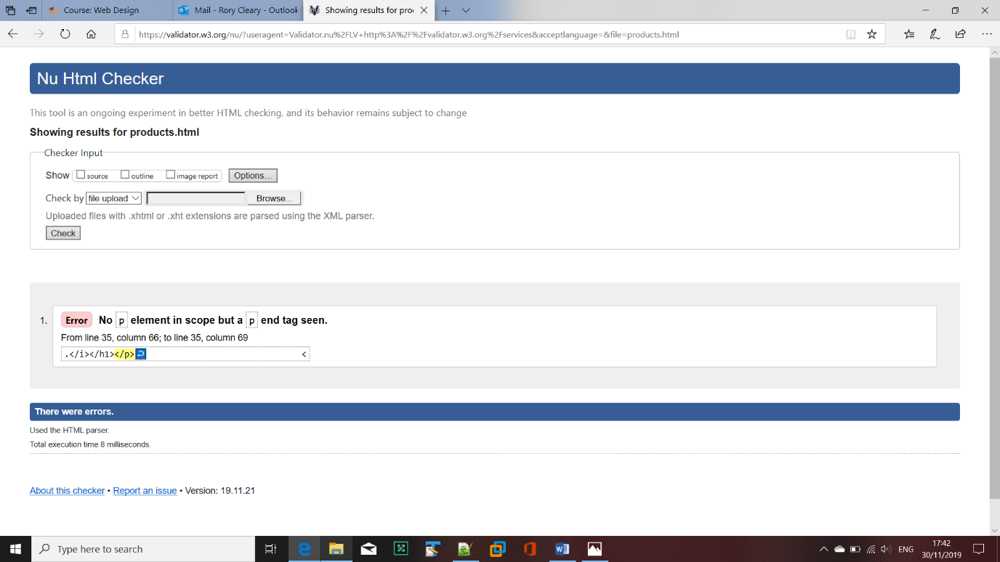 Course: Web Design
Mail - Rory Cleary - Outlook
Showing results for pro
https://validator.w3.org/nu/?useragent=Validator.nu%2FLV+http%3A%2F%2Fvalidator.w3.org%2Fservices&acceptlanguage=&file=products.html
Nu Html Checker
This tool is an ongoing experiment in better HTML checking, and its behavior remains subject to change
Showing results for products.html
Checker Input
Show source outline image report Options...
Check by file upload Browse...
Uploaded files with .xhtml or .xht extensions are parsed using the XML parser.
Check
1. Error No p element in scope but a p end tag seen.
From line 35, column 66; to line 35, column 69
.</i></h1></p>↩ <
There were errors.
Used the HTML parser.
Total execution time 8 milliseconds.
About this checker • Report an issue • Version: 19.11.21
Type here to search
ENG
17:42
30/11/2019